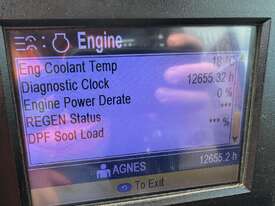 Engine
Eng Coolant Temp 18 °C
Diagnostic Clock 12655.32 h
Engine Power Derate 0 %
REGEN Status ***
DPF Soot Load *** %
AGNES 12655.2 h
To Exit